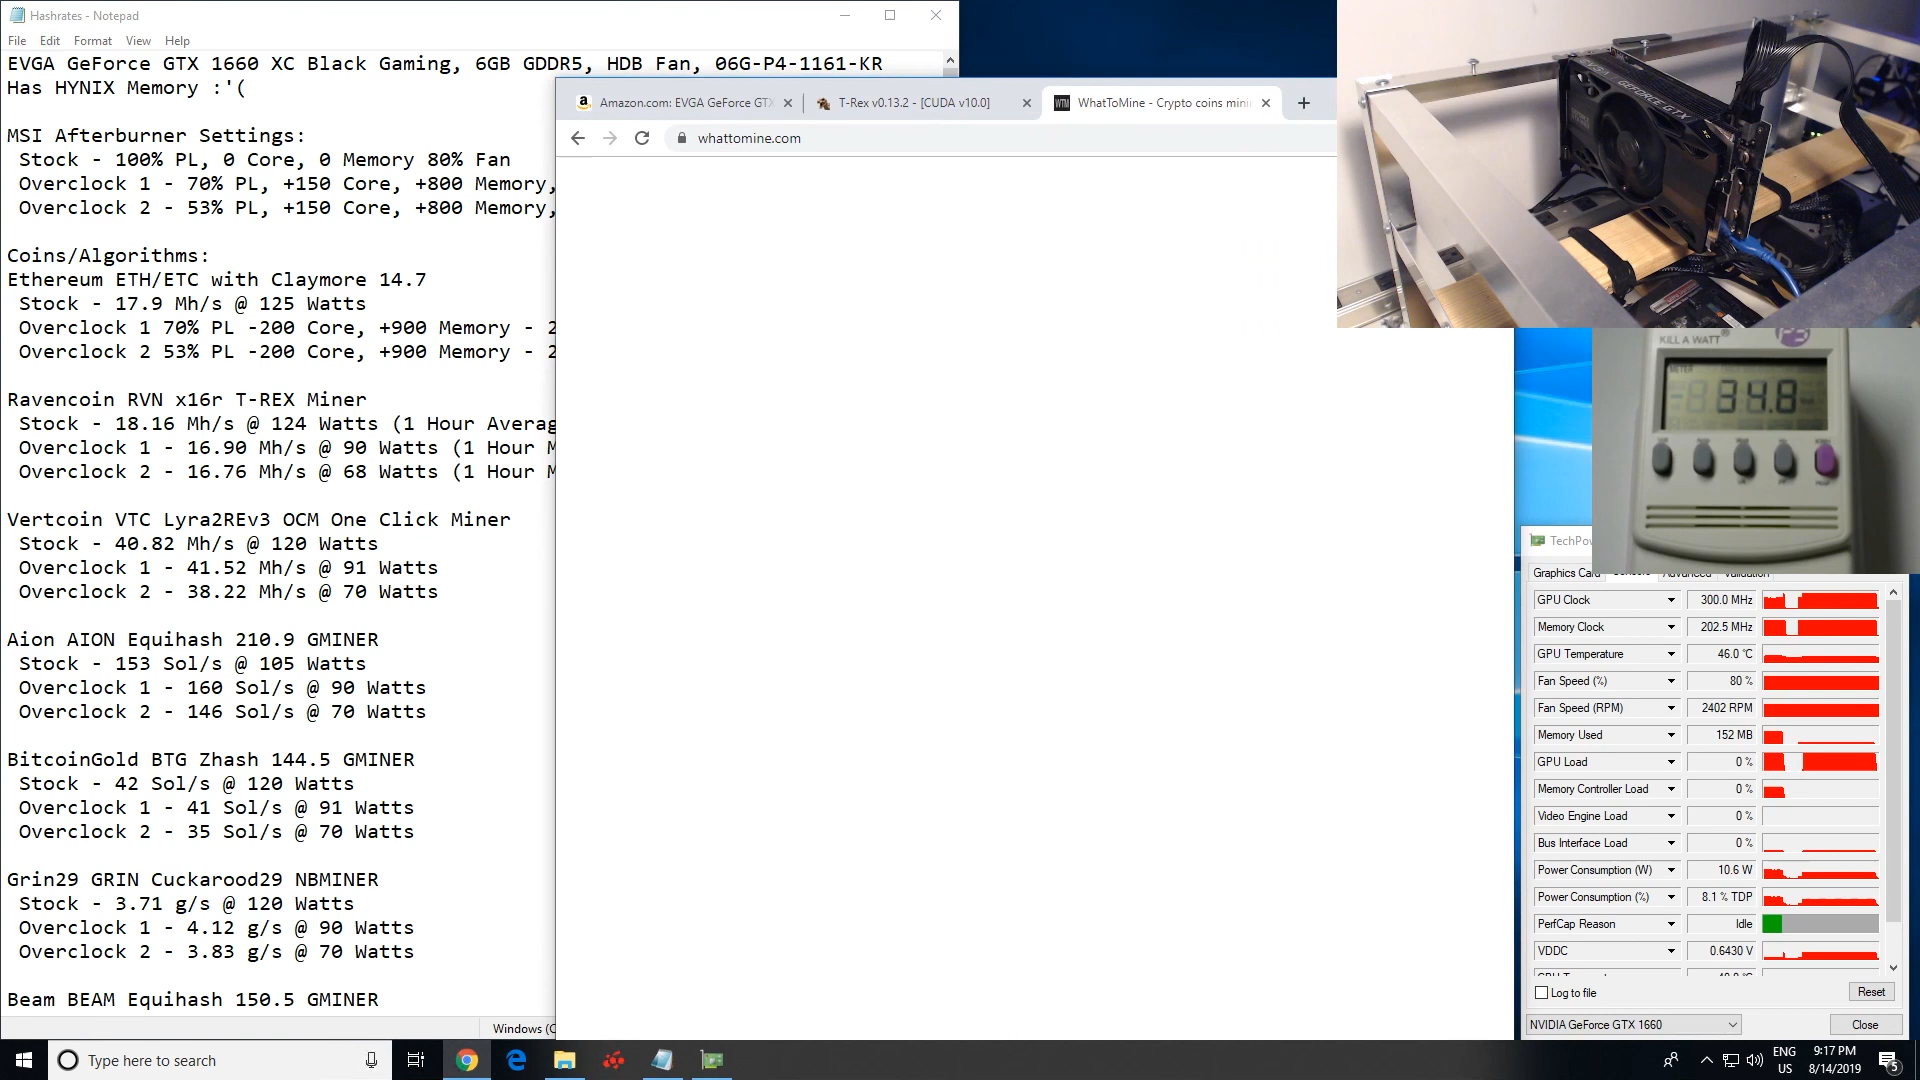 Hashrates - Notepad
File Edit Format View Help
EVGA GeForce GTX 1660 XC Black Gaming, 6GB GDDR5, HDB Fan, 06G-P4-1161-KR
Has HYNIX Memory :'(
MSI Afterburner Settings:
Stock - 100% PL, 0 Core, 0 Memory 80% Fan
Overclock 1 - 70% PL, +150 Core, +800 Memory,
Overclock 2 - 53% PL, +150 Core, +800 Memory,
Coins/Algorithms:
Ethereum ETH/ETC with Claymore 14.7
Stock - 17.9 Mh/s @ 125 Watts
Overclock 1 70% PL -200 Core, +900 Memory - 2
Overclock 2 53% PL -200 Core, +900 Memory - 2
Ravencoin RVN x16r T-REX Miner
Stock - 18.16 Mh/s @ 124 Watts (1 Hour Averag
Overclock 1 - 16.90 Mh/s @ 90 Watts (1 Hour M
Overclock 2 - 16.76 Mh/s @ 68 Watts (1 Hour M
Vertcoin VTC Lyra2REv3 OCM One Click Miner
Stock - 40.82 Mh/s @ 120 Watts
Overclock 1 - 41.52 Mh/s @ 91 Watts
Overclock 2 - 38.22 Mh/s @ 70 Watts
Aion AION Equihash 210.9 GMINER
Stock - 153 Sol/s @ 105 Watts
Overclock 1 - 160 Sol/s @ 90 Watts
Overclock 2 - 146 Sol/s @ 70 Watts
BitcoinGold BTG Zhash 144.5 GMINER
Stock - 42 Sol/s @ 120 Watts
Overclock 1 - 41 Sol/s @ 91 Watts
Overclock 2 - 35 Sol/s @ 70 Watts
Grin29 GRIN Cuckarood29 NBMINER
Stock - 3.71 g/s @ 120 Watts
Overclock 1 - 4.12 g/s @ 90 Watts
Overclock 2 - 3.83 g/s @ 70 Watts
Beam BEAM Equihash 150.5 GMINER
Windows (C
Amazon.com: EVGA GeForce GTX
T-Rex v0.13.2 - [CUDA v10.0]
WTM WhatToMine - Crypto coins mini
whattomine.com
GEFORCE GTX
KILL A WATT
34.8
TechPow
Graphics Card Sensors Advanced Validation
GPU Clock 300.0 MHz
Memory Clock 202.5 MHz
GPU Temperature 46.0 °C
Fan Speed (%) 80 %
Fan Speed (RPM) 2402 RPM
Memory Used 152 MB
GPU Load 0 %
Memory Controller Load 0 %
Video Engine Load 0 %
Bus Interface Load 0 %
Power Consumption (W) 10.6 W
Power Consumption (%) 8.1 % TDP
PerfCap Reason Idle
VDDC 0.6430 V
Log to file
Reset
NVIDIA GeForce GTX 1660
Close
Type here to search
ENG
US
9:17 PM
8/14/2019
5